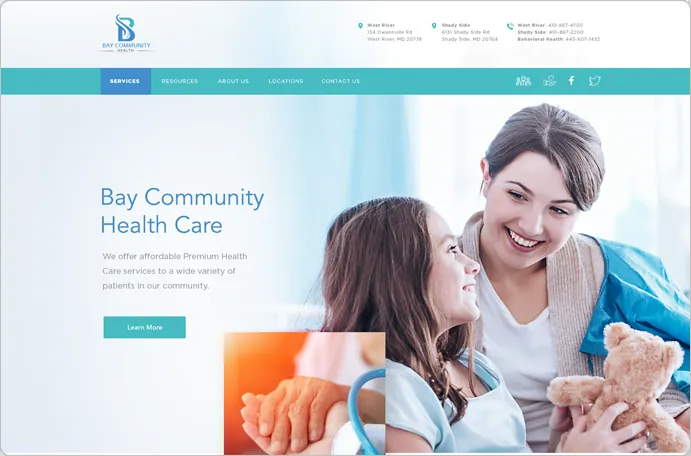 BAY COMMUNITY
HEALTH
West River
134 Owensville Rd
West River, MD 20778
Shady Side
6131 Shady Side Rd
Shady Side, MD 20764
West River: 410-867-4700
Shady Side: 410-867-2200
Behavioral Health: 443-607-1432
SERVICES
RESOURCES
ABOUT US
LOCATIONS
CONTACT US
Bay Community
Health Care
We offer affordable Premium Health
Care services to a wide variety of
patients in our community.
Learn More